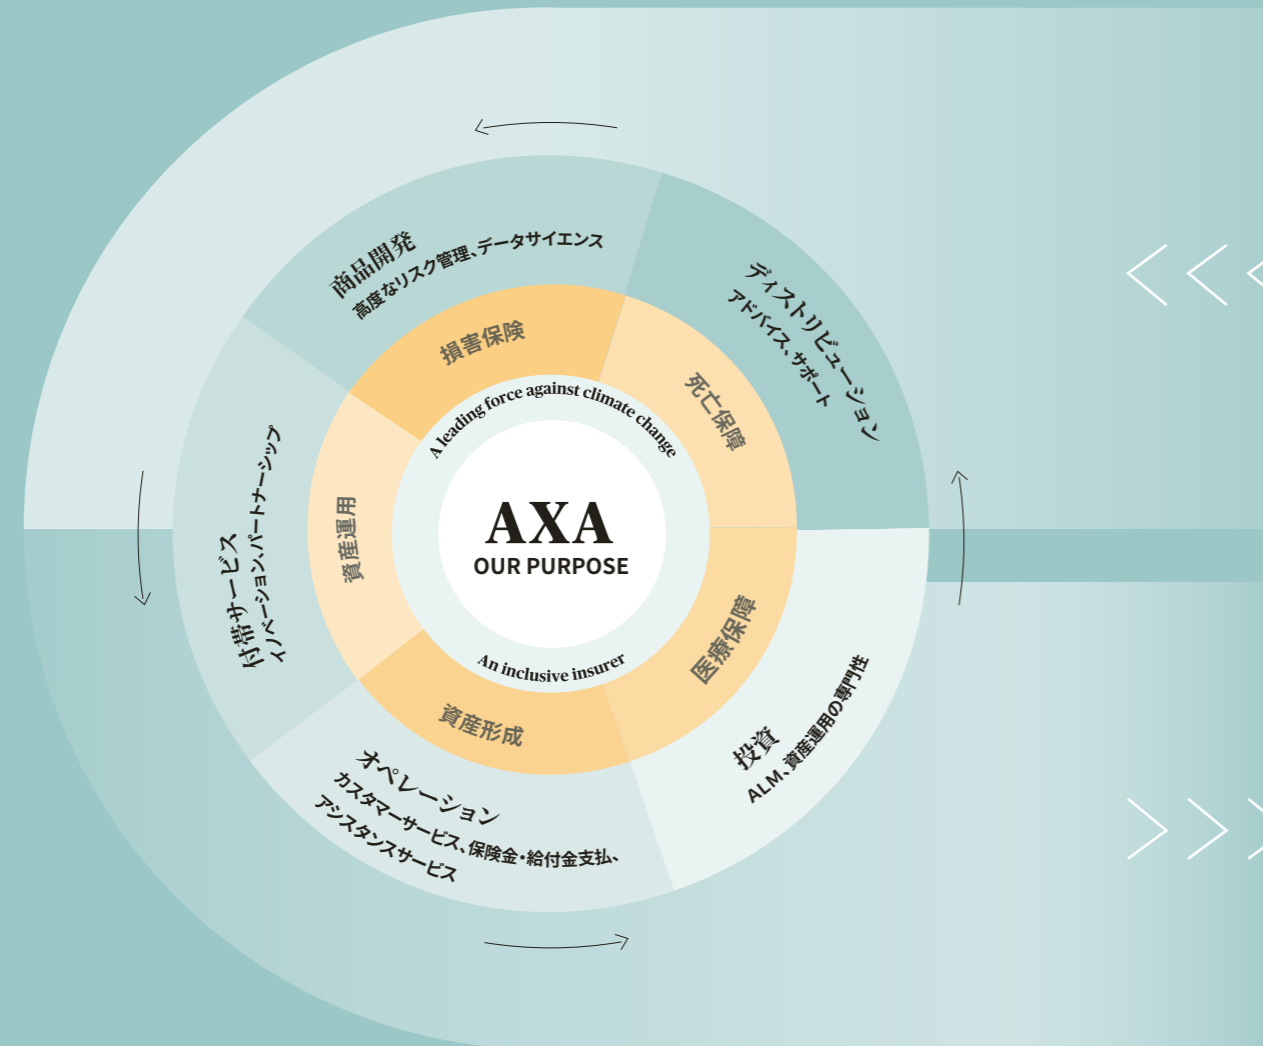 AXA
OUR PURPOSE
A leading force against climate change
An inclusive insurer
損害保険
死亡保障
医療保障
資産形成
資産運用
商品開発
高度なリスク管理、データサイエンス
ディストリビューション
アドバイス、サポート
投資
ALM、資産運用の専門性
オペレーション
カスタマーサービス、保険金・給付金支払、
アシスタンスサービス
付帯サービス
イノベーション、パートナーシップ